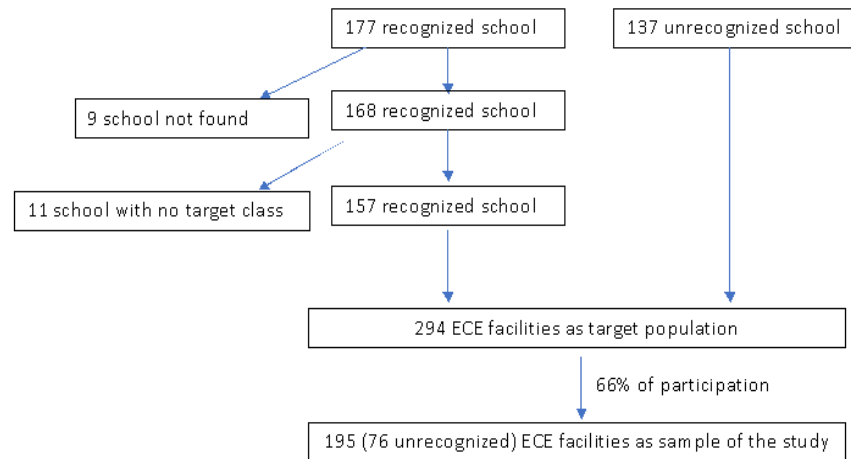 177 recognized school
137 unrecognized school
9 school not found
168 recognized school
11 school with no target class
157 recognized school
294 ECE facilities as target population
66% of participation
195 (76 unrecognized) ECE facilities as sample of the study